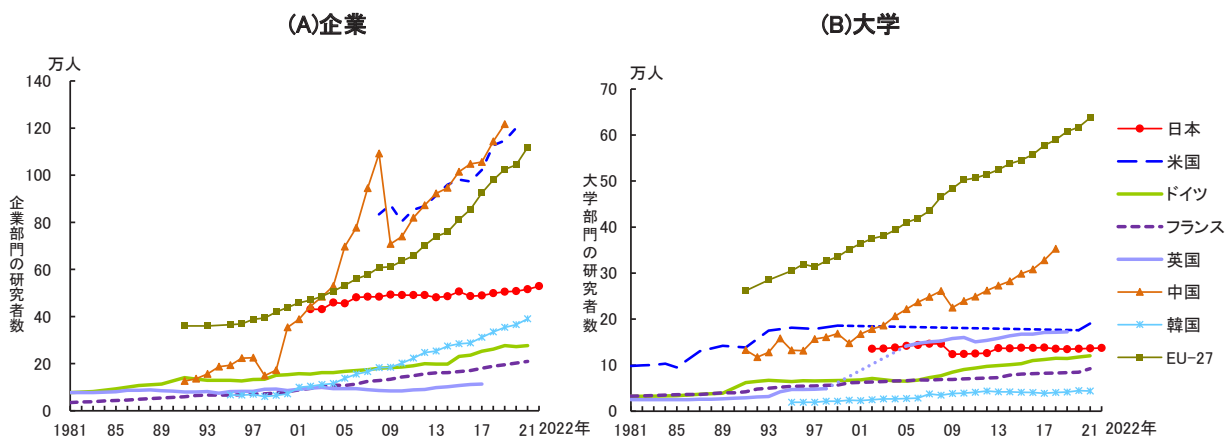 (A)企業
万人
140
120
100
80
60
40
20
0
企業部門の研究者数
1981 85 89 93 97 01 05 09 13 17 21 2022年
(B)大学
万人
70
60
50
40
30
20
10
0
大学部門の研究者数
1981 85 89 93 97 01 05 09 13 17 21 2022年
日本
米国
ドイツ
フランス
英国
中国
韓国
EU-27